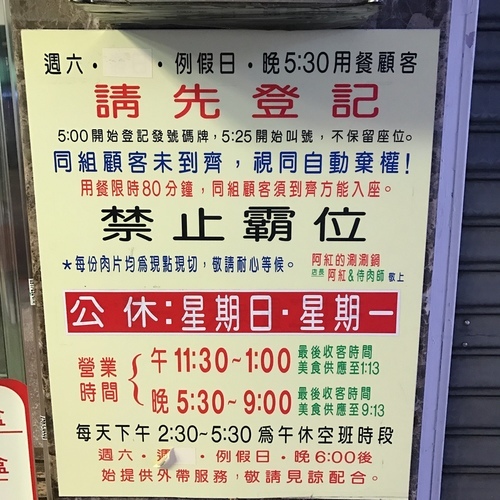 週六・ ・例假日・晚5:30用餐顧客
請先登記
5:00開始登記發號碼牌，5:25開始叫號，不保留座位。
同組顧客未到齊，視同自動棄權!
用餐限時80分鐘，同組顧客須到齊方能入座。
禁止霸位
*每份肉片均為現點現切，敬請耐心等候。
阿紅的涮涮鍋
店長 阿紅&侍肉師 敬上
公休:星期日・星期一
營業時間
午 11:30~1:00 最後收客時間
美食供應至1:13
晚 5:30~9:00 最後收客時間
美食供應至9:13
每天下午2:30~5:30為午休空班時段
週六・週 ・例假日・晚6:00後
始提供外帶服務，敬請見諒配合。